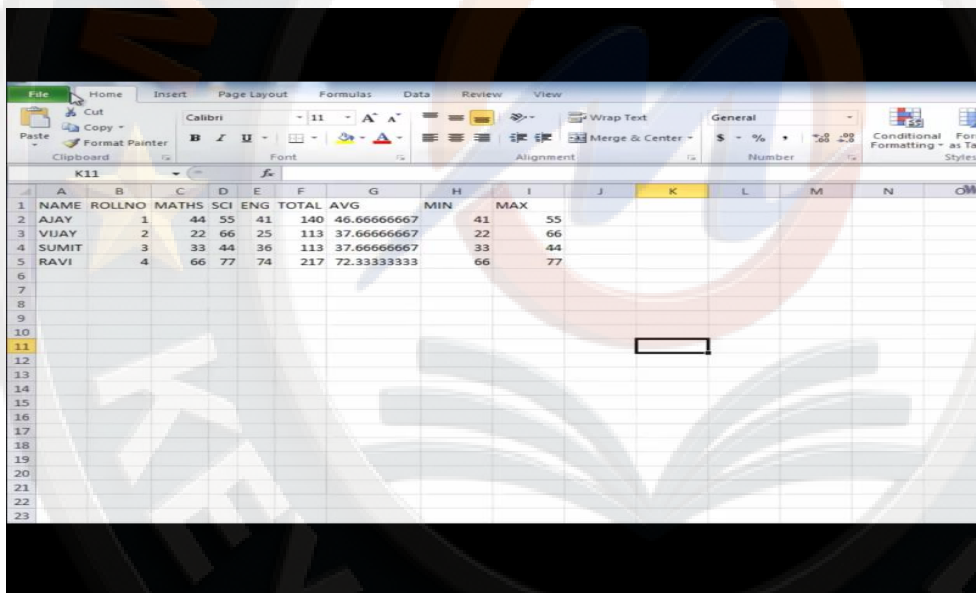 File Home Insert Page Layout Formulas Data Review View
Cut
Copy
Format Painter
Paste
Calibri 11
B I U
Wrap Text
Merge & Center
General
$ % ,
Conditional Formatting
as Ta
Clipboard Font Alignment Number Styles
K11 fx
A B C D E F G H I J K L M N O
1 NAME ROLLNO MATHS SCI ENG TOTAL AVG MIN MAX
2 AJAY 1 44 55 41 140 46.66666667 41 55
3 VIJAY 2 22 66 25 113 37.66666667 22 66
4 SUMIT 3 33 44 36 113 37.66666667 33 44
5 RAVI 4 66 77 74 217 72.33333333 66 77
6
7
8
9
10
11
12
13
14
15
16
17
18
19
20
21
22
23